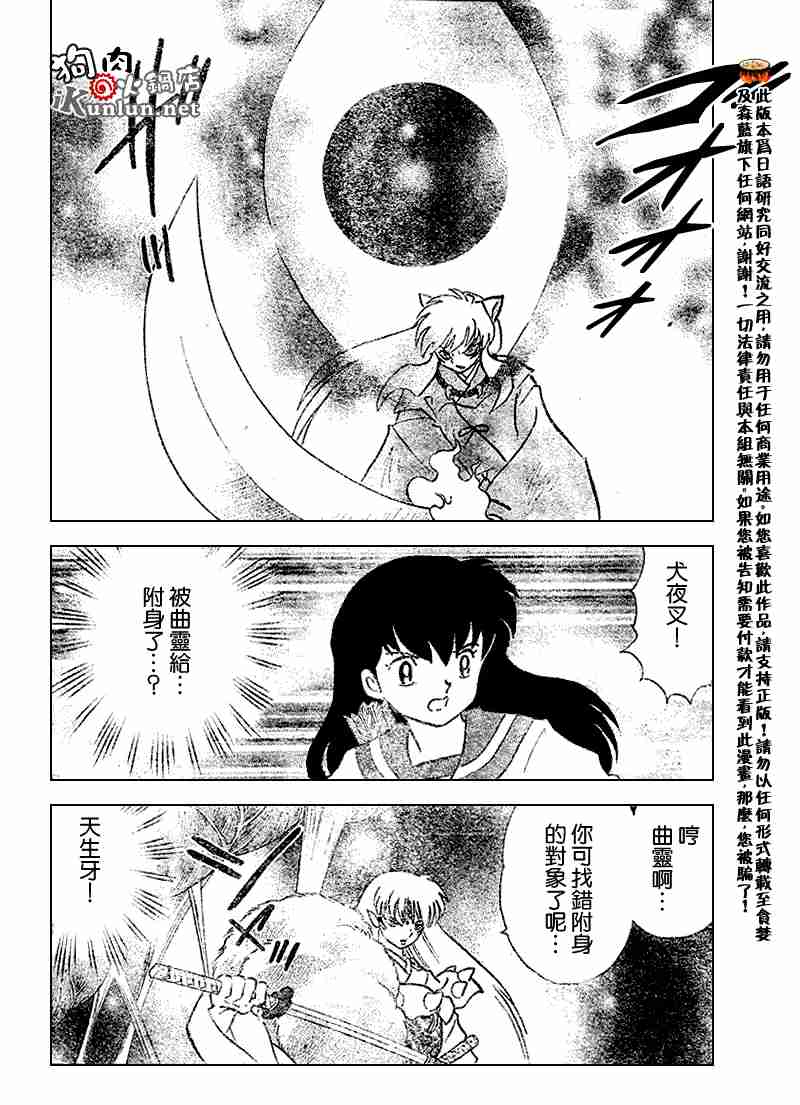 狗肉火鍋店
iKunlun.net
此版本爲日語研究同好交流之用，請勿用于任何商業用途。如您喜歡此作品，請支持正版！請勿以任何形式轉載至貪婪
及森藍旗下任何網站，謝謝！一切法律責任與本組無關。如果您被告知需要付款才能看到此漫畫，那麼，您被騙了！
犬夜叉！
被曲靈給…
附身了…？
哼
曲靈啊…
你可找錯附身
的對象了呢…
天生牙！